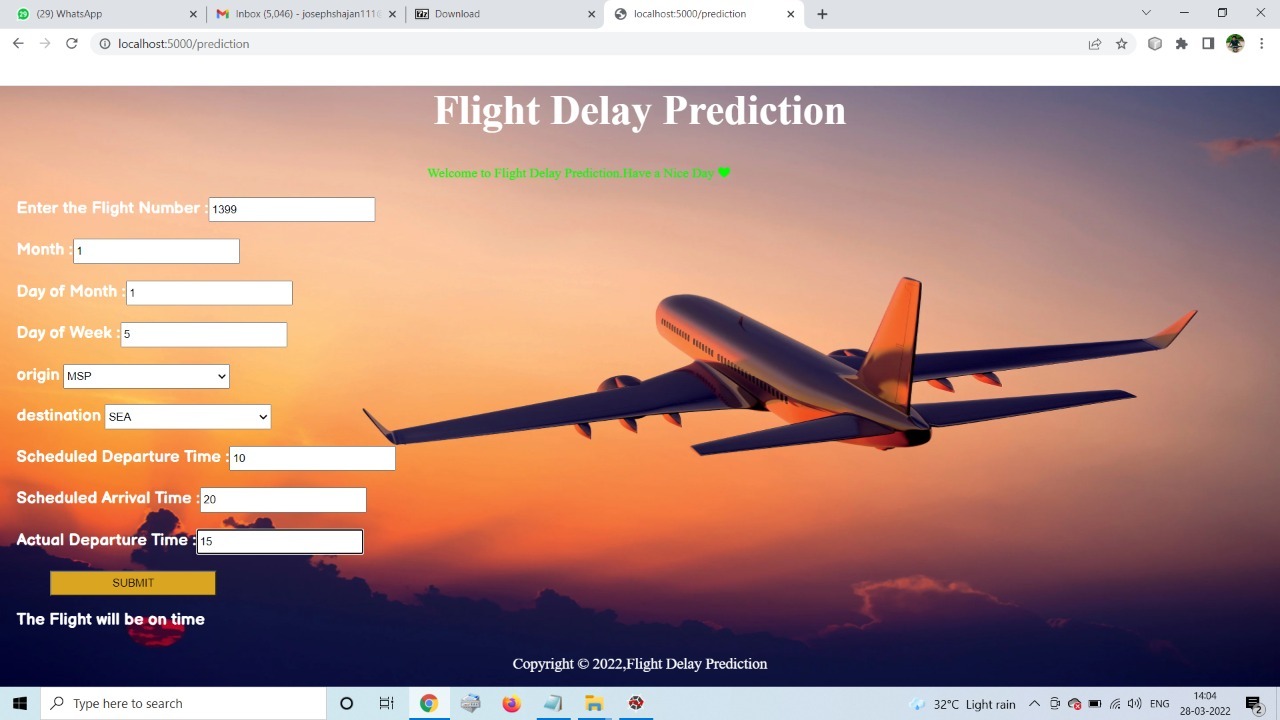 (29) WhatsApp
Inbox (5,046) - josephshajan111@
Download
localhost:5000/prediction
localhost:5000/prediction
Flight Delay Prediction
Welcome to Flight Delay Prediction.Have a Nice Day
Enter the Flight Number :1399
Month :1
Day of Month :1
Day of Week :5
origin MSP
destination SEA
Scheduled Departure Time :10
Scheduled Arrival Time :20
Actual Departure Time :15
SUBMIT
The Flight will be on time
Copyright © 2022,Flight Delay Prediction
Type here to search
32°C Light rain
ENG
14:04
28-03-2022
2